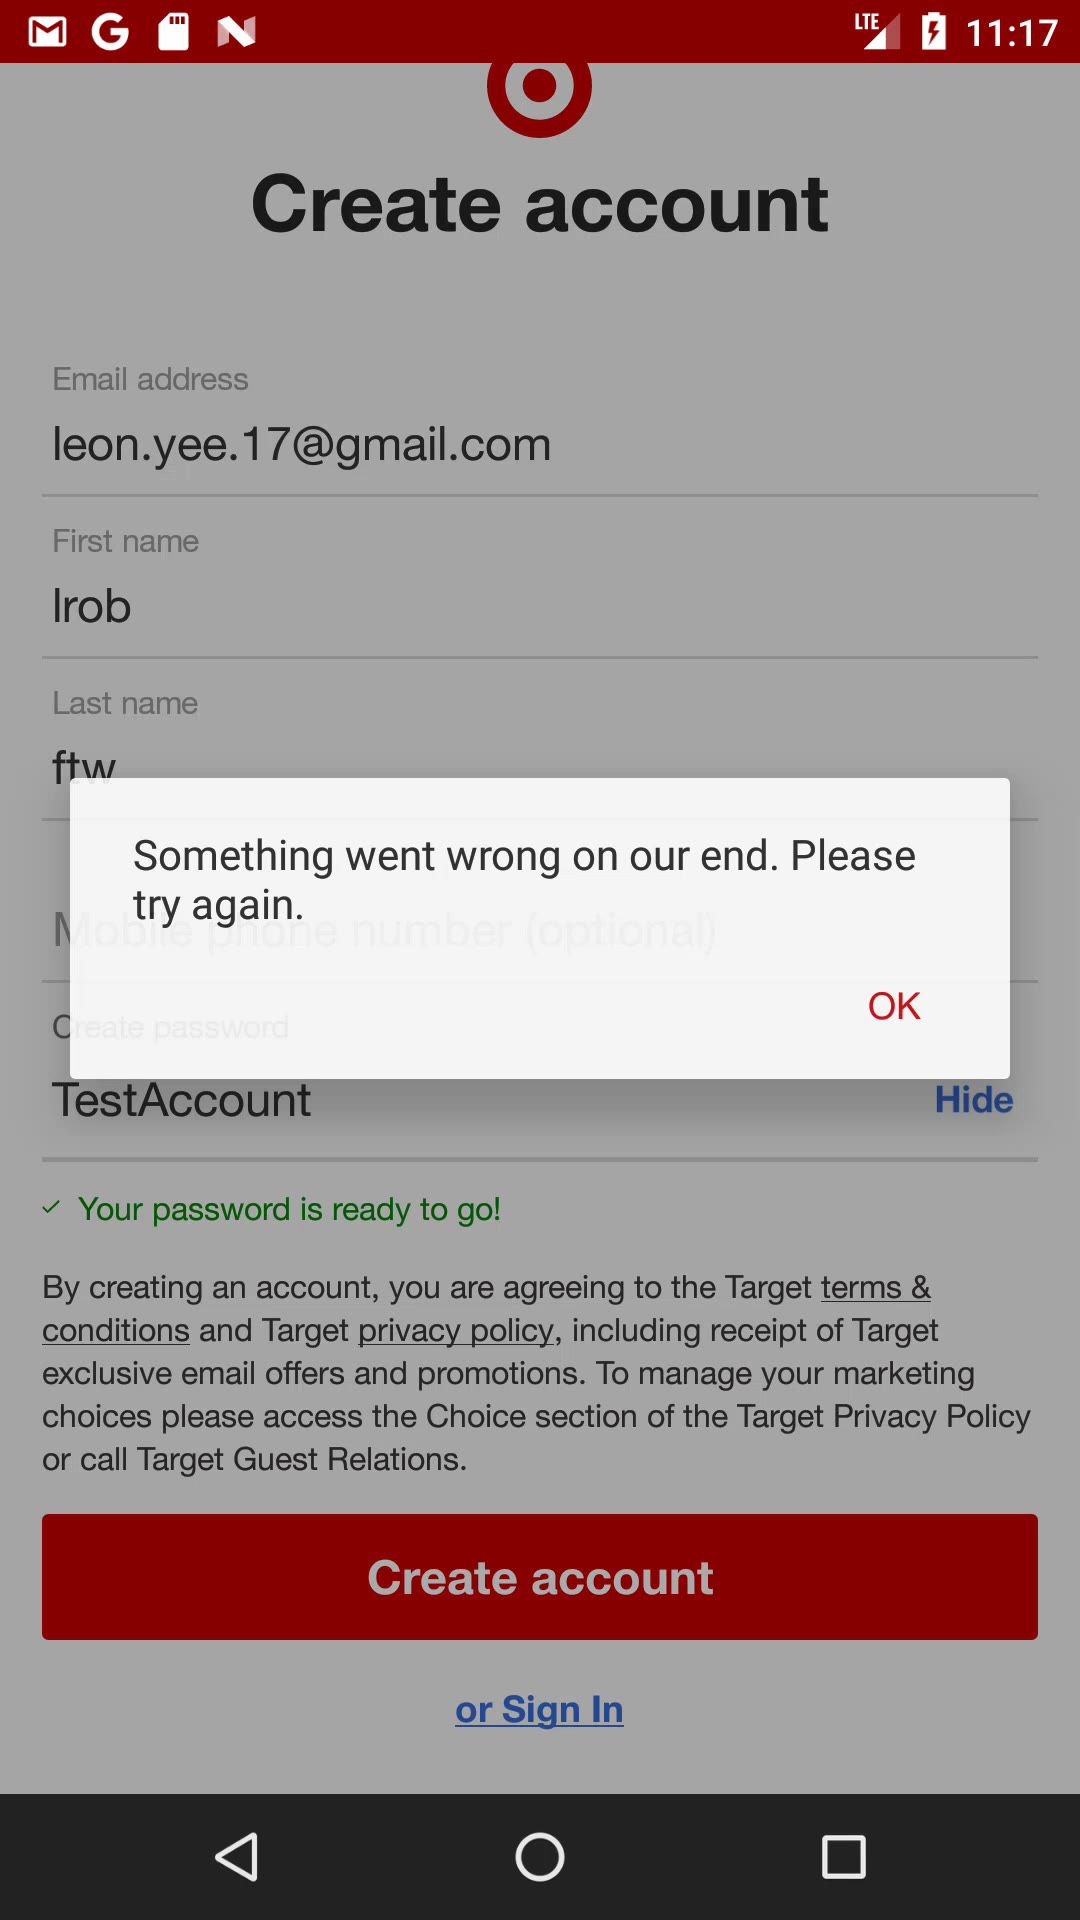 LTE 11:17
Create account
Email address
leon.yee.17@gmail.com
First name
lrob
Last name
ftw
Something went wrong on our end. Please
try again.
Mobile phone number (optional)
OK
Create password
TestAccount Hide
Your password is ready to go!
By creating an account, you are agreeing to the Target terms &
conditions and Target privacy policy, including receipt of Target
exclusive email offers and promotions. To manage your marketing
choices please access the Choice section of the Target Privacy Policy
or call Target Guest Relations.
Create account
or Sign In